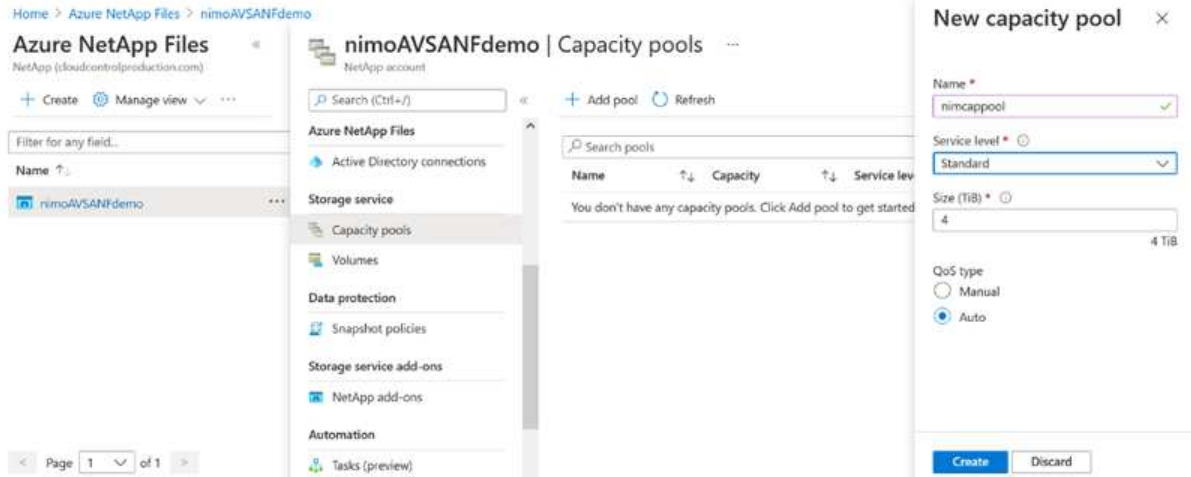 Home > Azure NetApp Files > nimoAVSANFdemo
Azure NetApp Files
NetApp (cloudcontrolproduction.com)
+ Create Manage view ...
Filter for any field...
Name ↑↓
nimoAVSANFdemo ...
< Page 1 of 1 >
nimoAVSANFdemo | Capacity pools ...
NetApp account
Search (Ctrl+/) «
Azure NetApp Files
Active Directory connections
Storage service
Capacity pools
Volumes
Data protection
Snapshot policies
Storage service add-ons
NetApp add-ons
Automation
Tasks (preview)
+ Add pool Refresh
Search pools
Name ↑↓ Capacity ↑↓ Service lev
You don't have any capacity pools. Click Add pool to get started
New capacity pool ×
Name *
nimcappool
Service level *
Standard
Size (TiB) *
4
4 TiB
QoS type
Manual
Auto
Create Discard